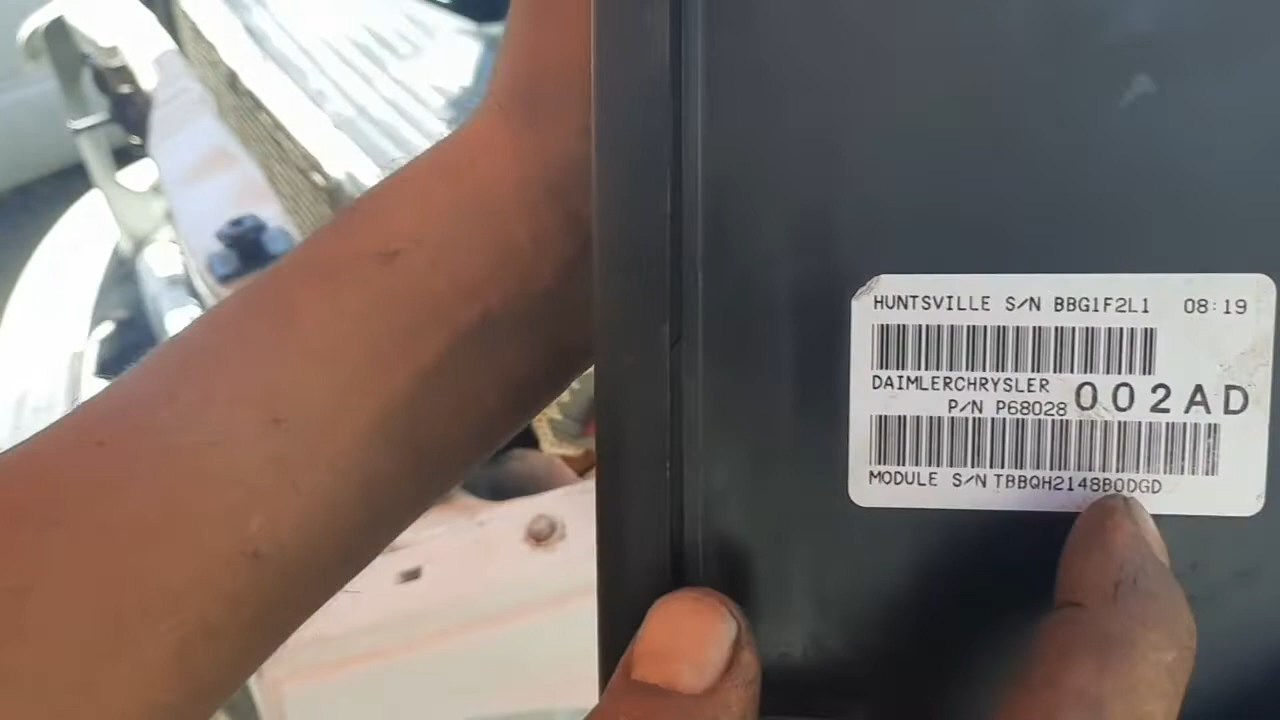 HUNTSVILLE S/N BBG1F2L1 08:19
DAIMLERCHRYSLER
P/N P68028 002AD
MODULE S/N TBBQH2148B0DGD